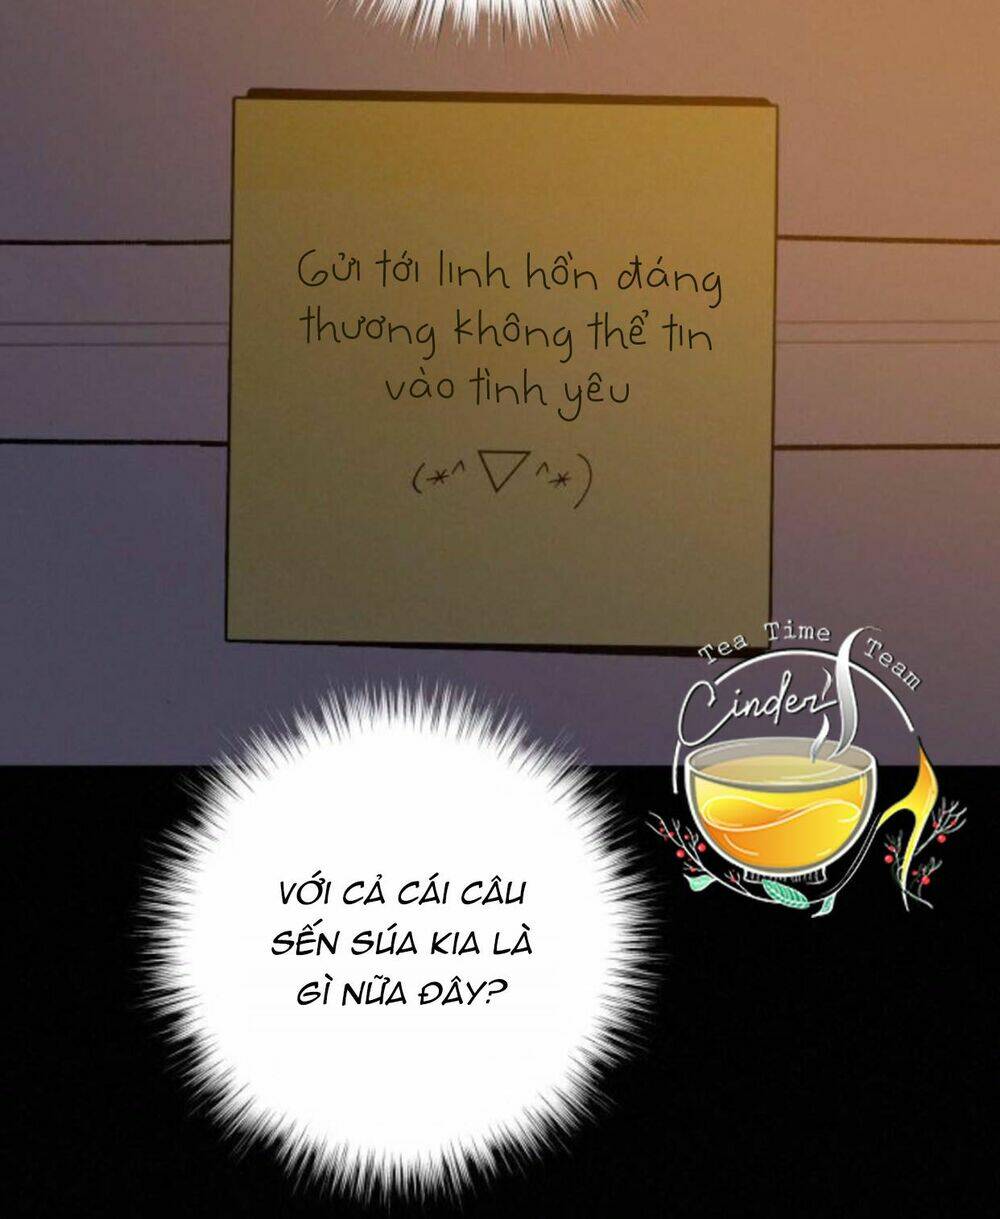 Gửi tới linh hồn đáng
thương không thể tin
vào tình yêu
(*^▽^*)
Tea Time Team
Cinder's
VỚI CẢ CÁI CÂU
SẾN SÚA KIA LÀ
GÌ NỮA ĐÂY?